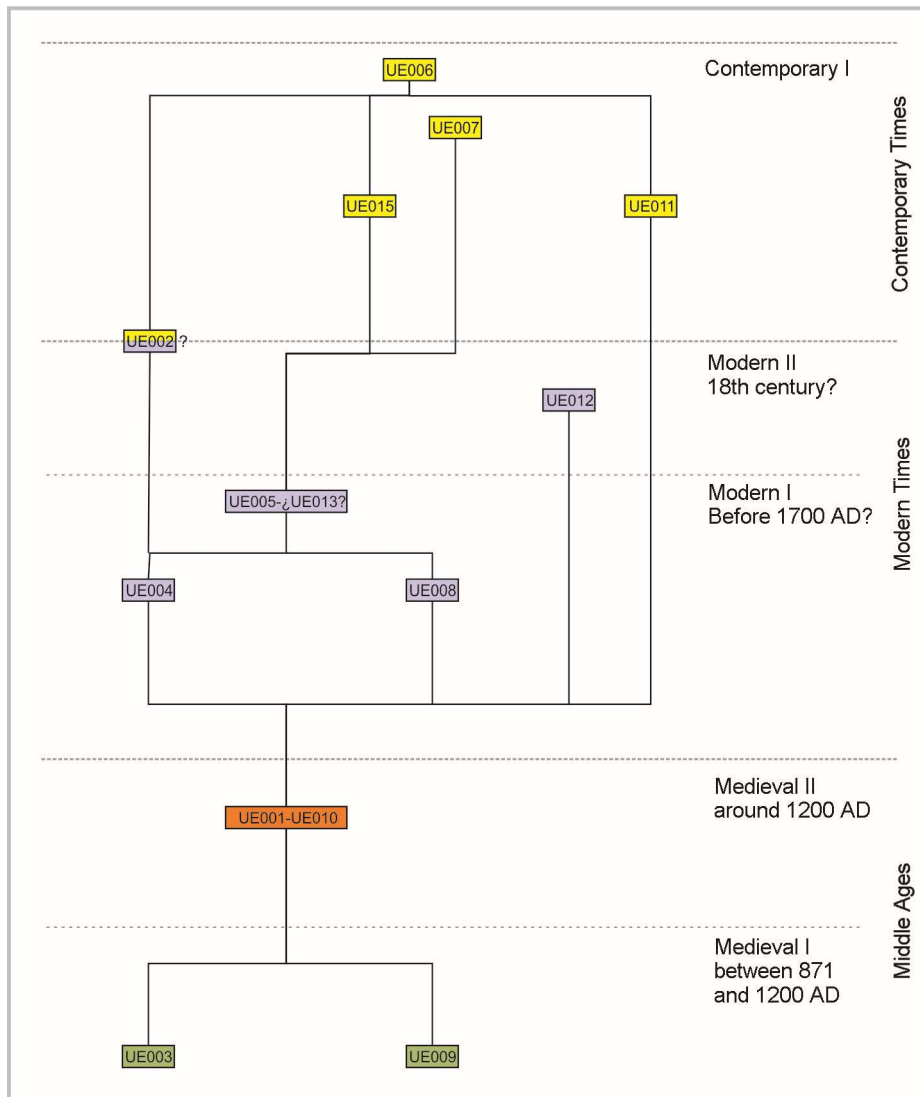 UE006
Contemporary I
UE007
UE015
UE011
Contemporary Times
UE002 ?
Modern II
18th century?
UE012
UE005-¿UE013?
Modern I
Before 1700 AD?
Modern Times
UE004
UE008
Medieval II
around 1200 AD
UE001-UE010
Middle Ages
Medieval I
between 871
and 1200 AD
UE003
UE009